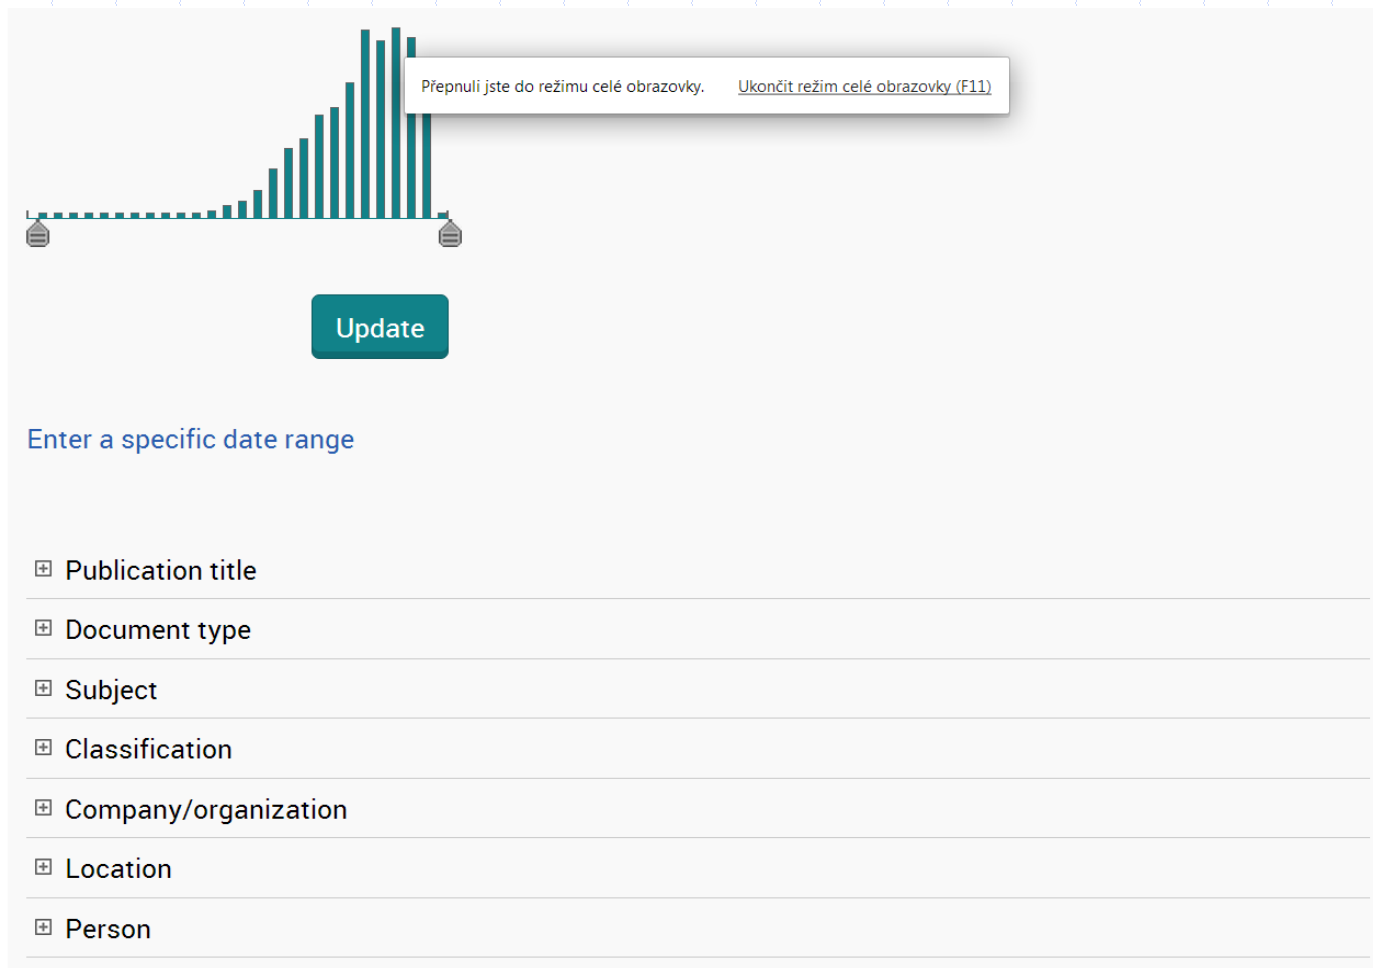 Přepnuli jste do režimu celé obrazovky. Ukončit režim celé obrazovky (F11)
Update
Enter a specific date range
Publication title
Document type
Subject
Classification
Company/organization
Location
Person